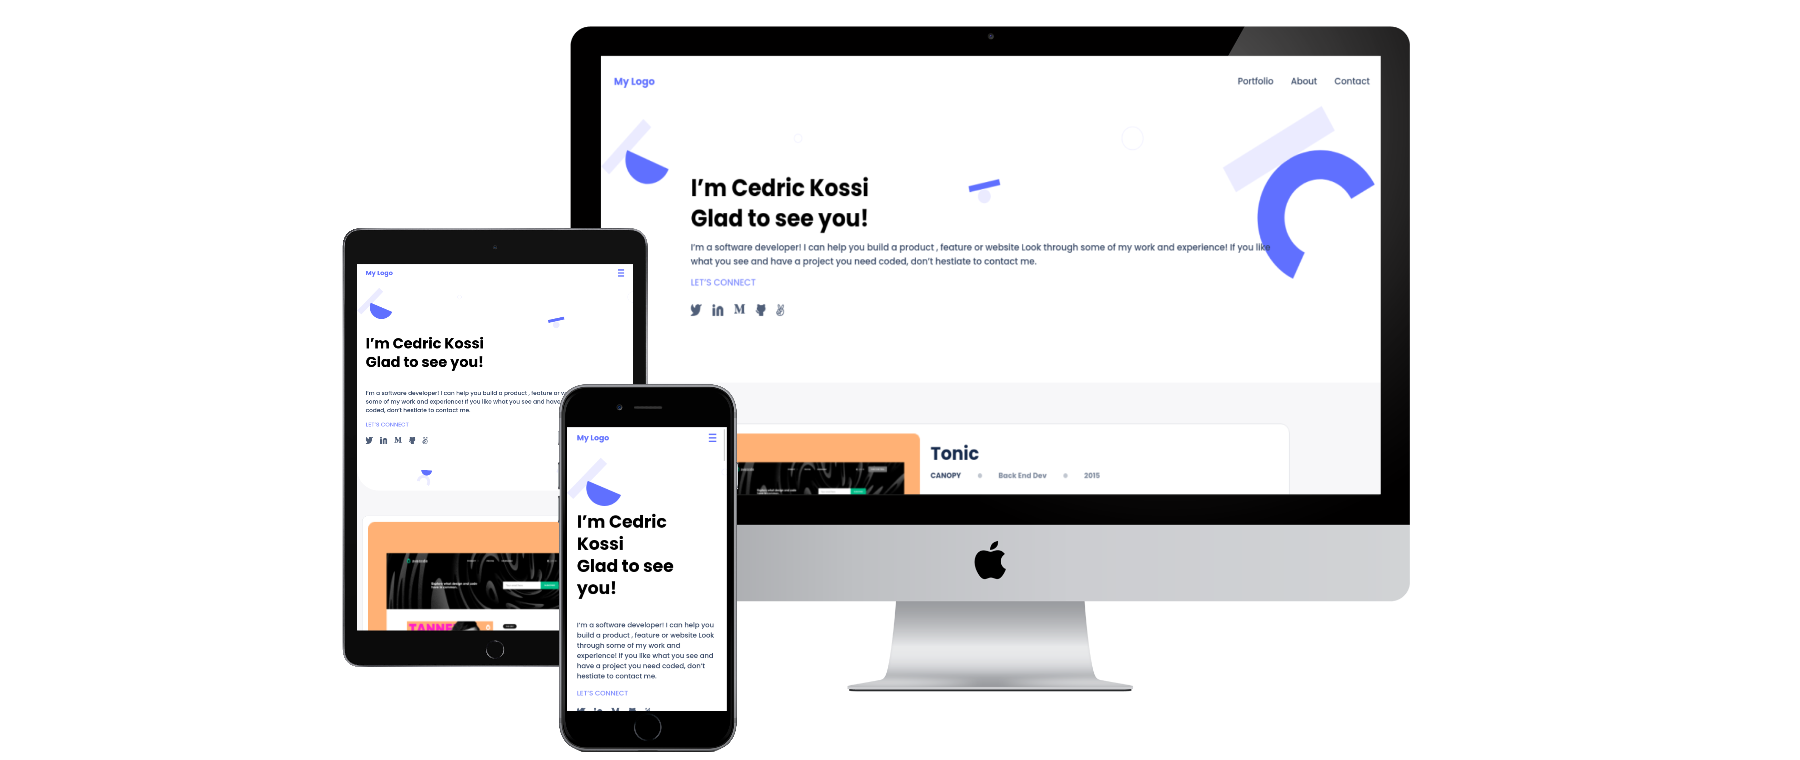 My Logo
Portfolio About Contact
I'm Cedric Kossi
Glad to see you!
I'm a software developer! I can help you build a product , feature or website Look through some of my work and experience! If you like
what you see and have a project you need coded, don't hestiate to contact me.
LET'S CONNECT
Tonic
CANOPY Back End Dev 2015
My Logo
I'm Cedric Kossi
Glad to see you!
I'm a software developer! I can help you build a product , feature or
some of my work and experience! If you like what you see and have
coded, don't hestiate to contact me.
LET'S CONNECT
My Logo
I'm Cedric
Kossi
Glad to see
you!
I'm a software developer! I can help you
build a product , feature or website Look
through some of my work and
experience! If you like what you see and
have a project you need coded, don't
hestiate to contact me.
LET'S CONNECT